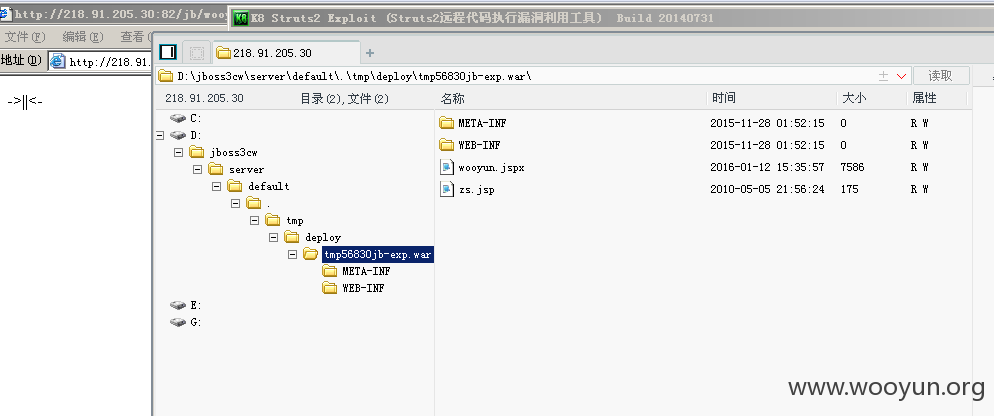 http://218.91.205.30:82/jb/woo
K8 Struts2 Exploit (Struts2远程代码执行漏洞利用工具) Build 20140731
文件(F) 编辑(E) 查看
218.91.205.30
地址(D) http://218.91.
D:\jboss3cw\server\default\.\tmp\deploy\tmp56830jb-exp.war\ 读取
->||<-
218.91.205.30 目录(2),文件(2) 名称 时间 大小 属性
C:
D:
jboss3cw
server
default
.
tmp
deploy
tmp56830jb-exp.war
META-INF
WEB-INF
E:
G:
META-INF 2015-11-28 01:52:15 0 R W
WEB-INF 2015-11-28 01:52:15 0 R W
wooyun.jspx 2016-01-12 15:35:57 7586 R W
zs.jsp 2010-05-05 21:56:24 175 R W
www.wooyun.org